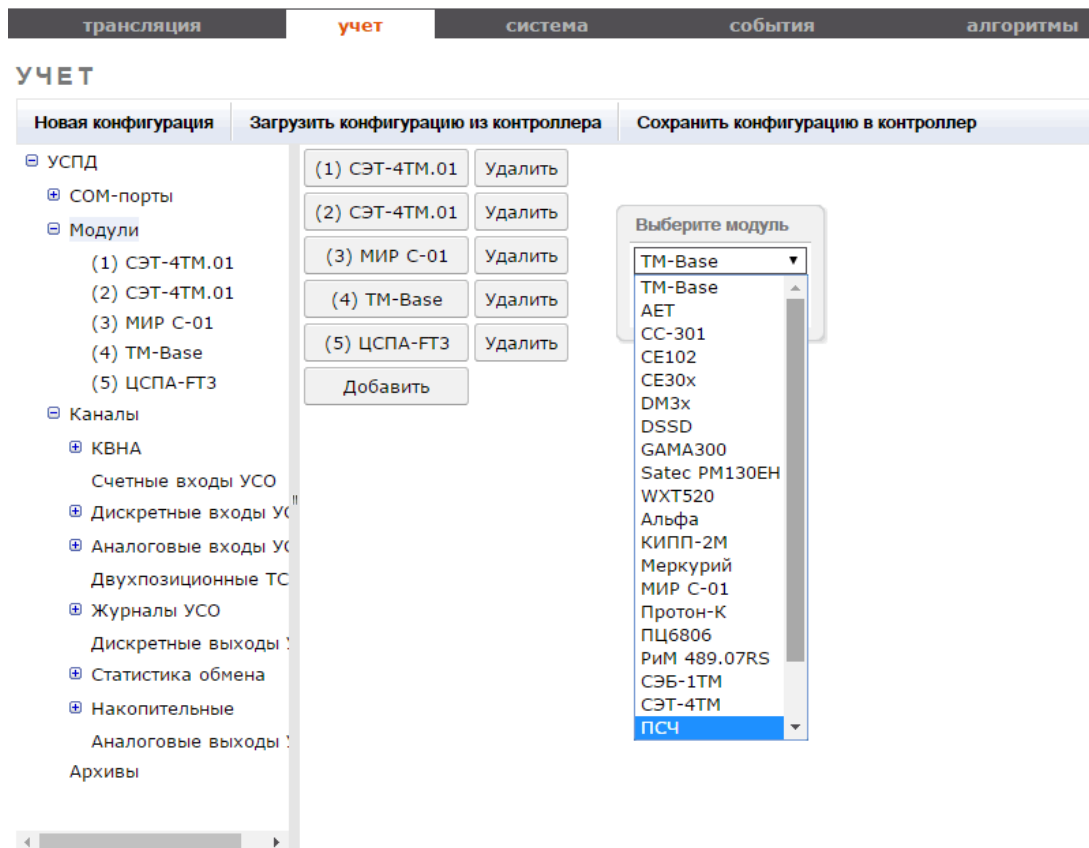 трансляция учет система события алгоритмы
УЧЕТ
Новая конфигурация Загрузить конфигурацию из контроллера Сохранить конфигурацию в контроллер
УСПД
COM-порты
Модули
(1) СЭТ-4ТМ.01
(2) СЭТ-4ТМ.01
(3) МИР С-01
(4) TM-Base
(5) ЦСПА-FT3
Каналы
КВНА
Счетные входы УСО
Дискретные входы УС
Аналоговые входы УС
Двухпозиционные ТС
Журналы УСО
Дискретные выходы
Статистика обмена
Накопительные
Аналоговые выходы
Архивы
(1) СЭТ-4ТМ.01 Удалить
(2) СЭТ-4ТМ.01 Удалить
(3) МИР С-01 Удалить
(4) TM-Base Удалить
(5) ЦСПА-FT3 Удалить
Добавить
Выберите модуль
TM-Base
TM-Base
AET
CC-301
CE102
CE30x
DM3x
DSSD
GAMA300
Satec PM130EH
WXT520
Альфа
КИПП-2М
Меркурий
МИР С-01
Протон-К
ПЦ6806
РиМ 489.07RS
СЭБ-1ТМ
СЭТ-4ТМ
ПСЧ